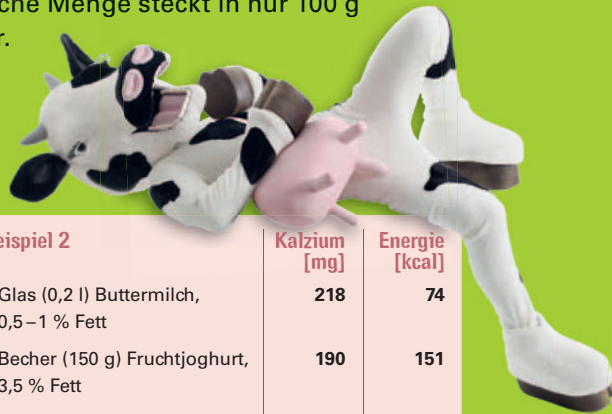 che Menge steckt in nur 100 g
r.
eispiel 2 Kalzium Energie
[mg] [kcal]
Glas (0,2 l) Buttermilch, 218 74
0,5–1 % Fett
Becher (150 g) Fruchtjoghurt, 190 151
3,5 % Fett